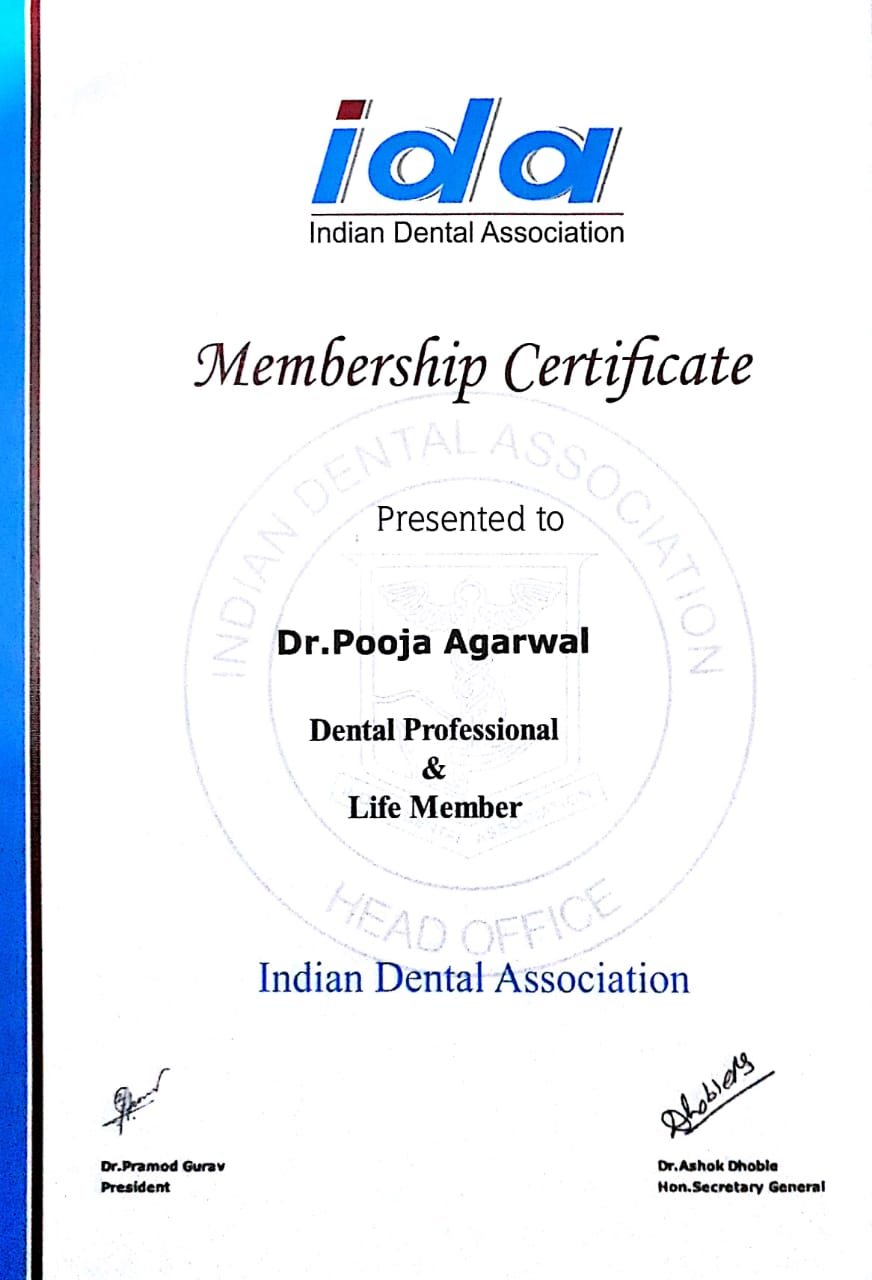 ida
Indian Dental Association
Membership Certificate
INDIAN DENTAL ASSOCIATION
Presented to
Dr.Pooja Agarwal
Dental Professional
&
Life Member
HEAD OFFICE
Indian Dental Association
Dr.Pramod Gurav
President
Dr.Ashok Dhoble
Hon.Secretary General